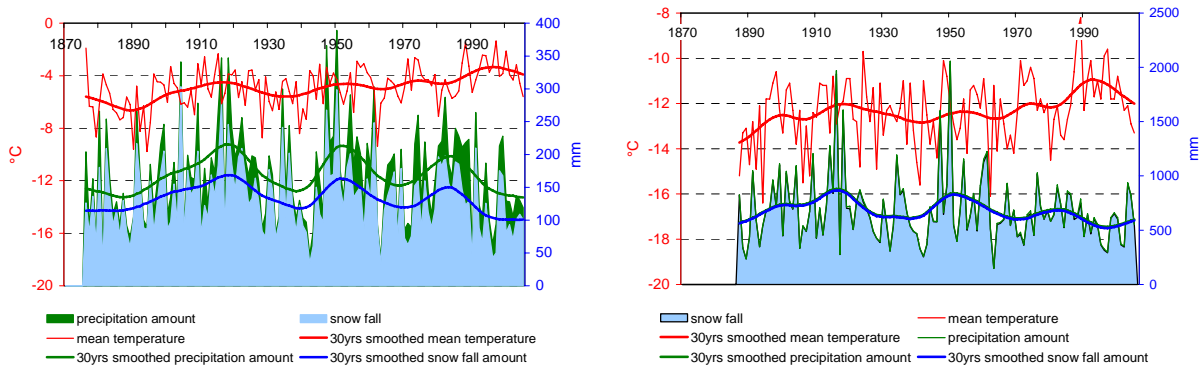 0
-4
-8
-12
-16
-20
°C
1870 1890 1910 1930 1950 1970 1990
400
350
300
250
200
150
100
50
0
mm
precipitation amount snow fall
mean temperature 30yrs smoothed mean temperature
30yrs smoothed precipitation amount 30yrs smoothed snow fall amount
-8
-10
-12
-14
-16
-18
-20
°C
1870 1890 1910 1930 1950 1970 1990
2500
2000
1500
1000
500
0
mm
snow fall mean temperature
30yrs smoothed mean temperature precipitation amount
30yrs smoothed precipitation amount 30yrs smoothed snow fall amount